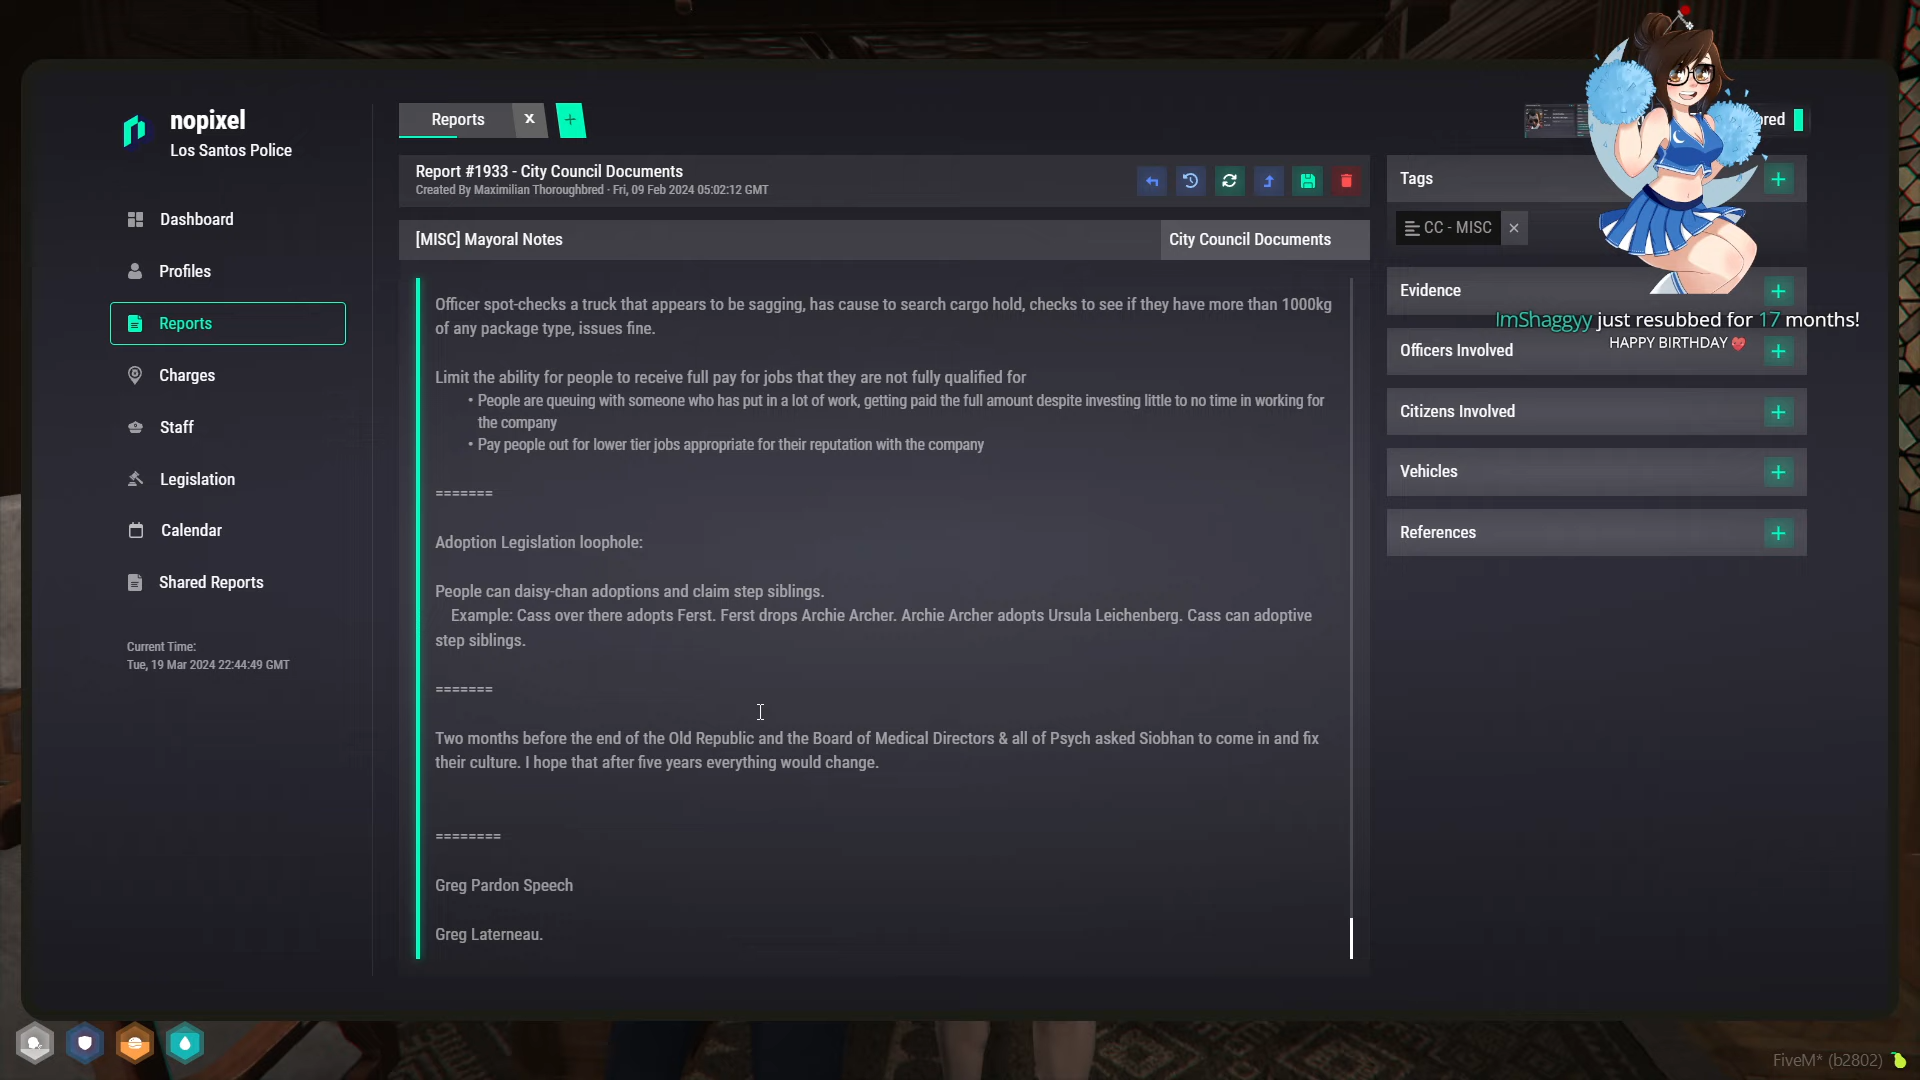 nopixel
Los Santos Police
Dashboard
Profiles
Reports
Charges
Staff
Legislation
Calendar
Shared Reports
Current Time:
Tue, 19 Mar 2024 22:44:49 GMT
Reports x +
Report #1933 - City Council Documents
Created By Maximilian Thoroughbred - Fri, 09 Feb 2024 05:02:12 GMT
[MISC] Mayoral Notes
City Council Documents
Officer spot-checks a truck that appears to be sagging, has cause to search cargo hold, checks to see if they have more than 1000kg
of any package type, issues fine.
Limit the ability for people to receive full pay for jobs that they are not fully qualified for
• People are queuing with someone who has put in a lot of work, getting paid the full amount despite investing little to no time in working for
the company
• Pay people out for lower tier jobs appropriate for their reputation with the company
=======
Adoption Legislation loophole:
People can daisy-chan adoptions and claim step siblings.
Example: Cass over there adopts Ferst. Ferst drops Archie Archer. Archie Archer adopts Ursula Leichenberg. Cass can adoptive
step siblings.
=======
Two months before the end of the Old Republic and the Board of Medical Directors & all of Psych asked Siobhan to come in and fix
their culture. I hope that after five years everything would change.
========
Greg Pardon Speech
Greg Laterneau.
Tags
CC - MISC
Evidence
ImShaggyy just resubbed for 17 months!
HAPPY BIRTHDAY
Officers Involved
Citizens Involved
Vehicles
References
FiveM* (b2802)